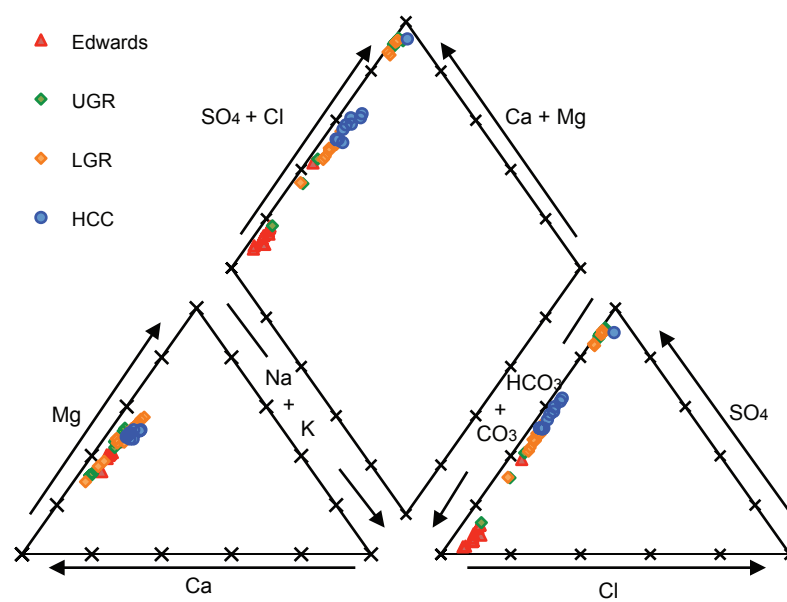 Edwards
UGR
LGR
HCC
SO4 + Cl
Ca + Mg
Mg
Na
+
K
HCO3
+
CO3
SO4
Ca
Cl